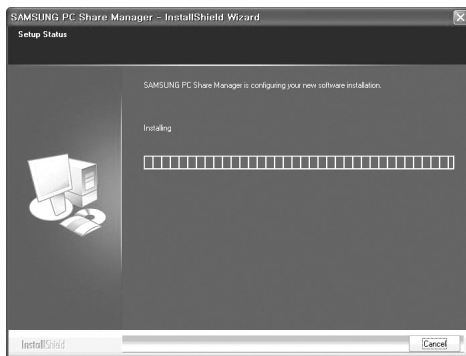 SAMSUNG PC Share Manager - InstallShield Wizard
Setup Status
SAMSUNG PC Share Manager is configuring your new software installation.
Installing
InstallShield
Cancel